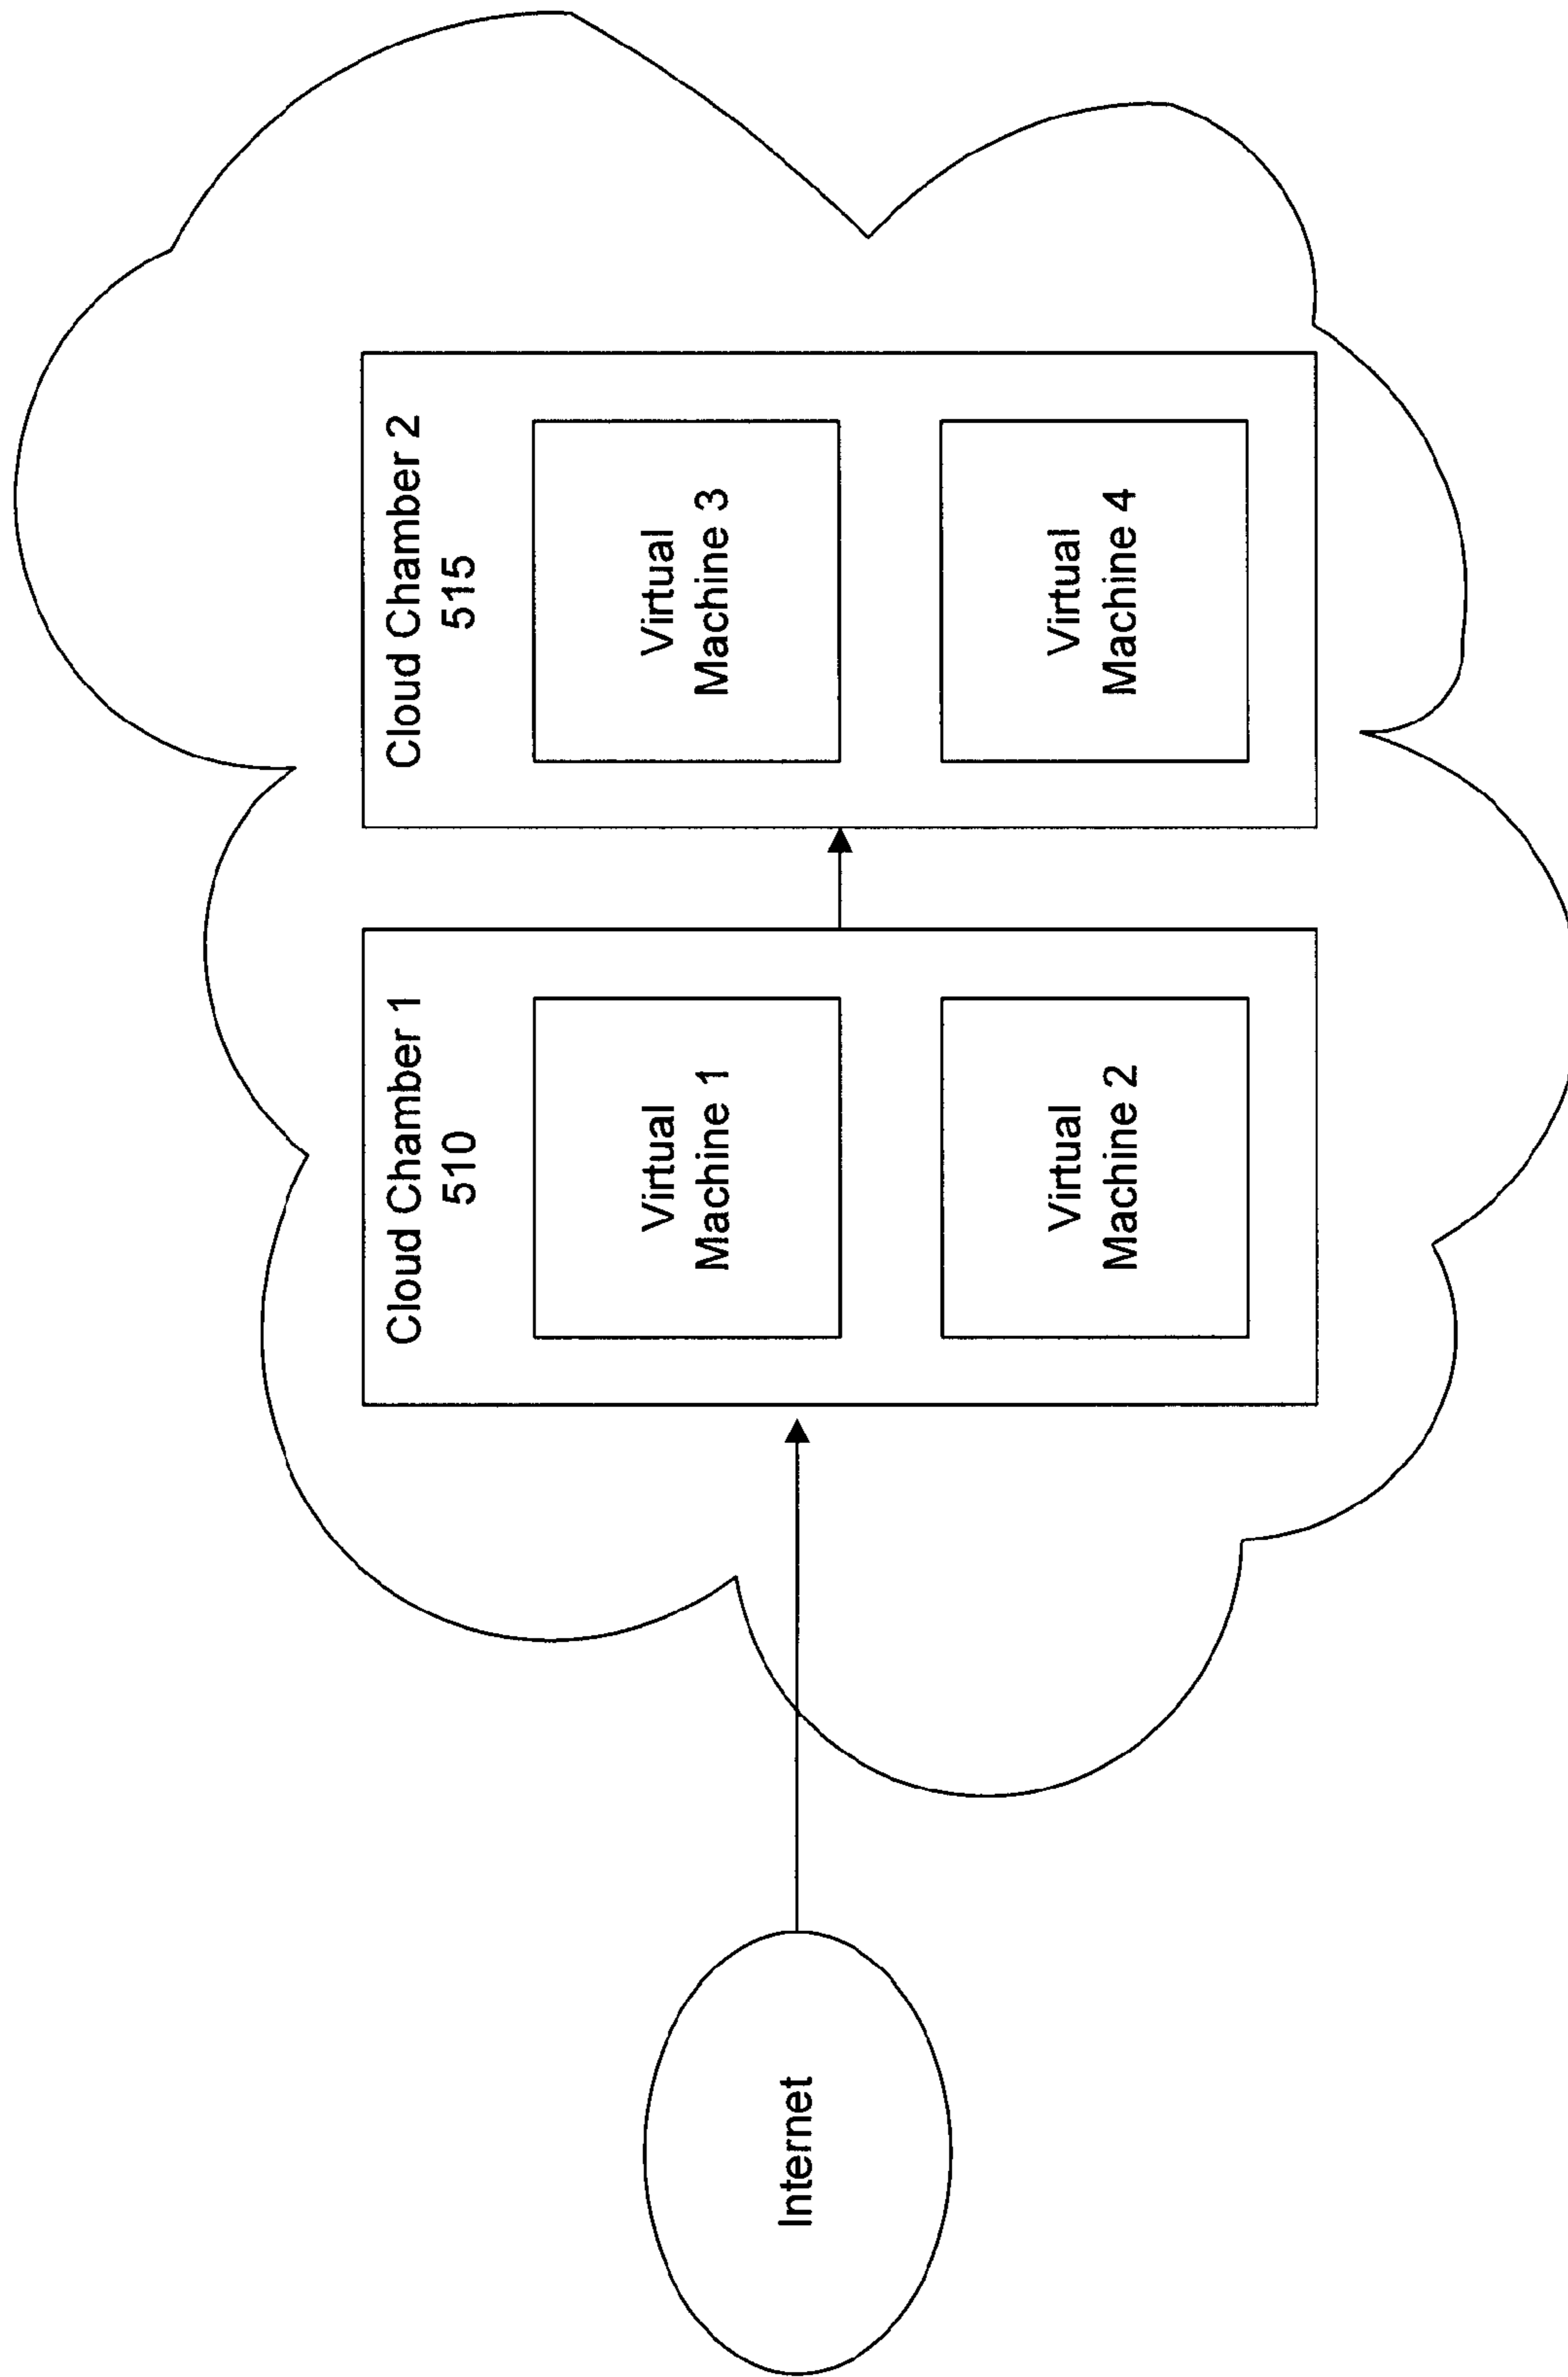 Internet
Cloud Chamber 1
510
Virtual
Machine 1
Virtual
Machine 2
Cloud Chamber 2
515
Virtual
Machine 3
Virtual
Machine 4